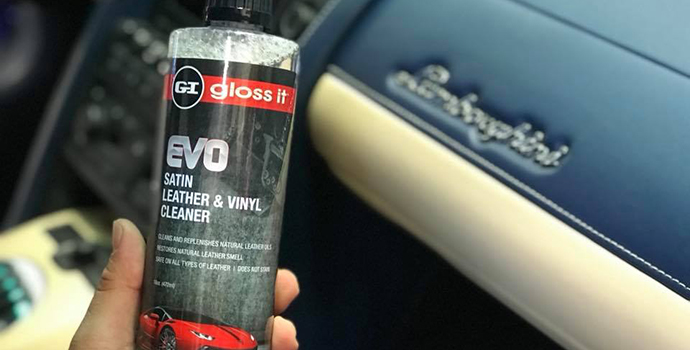 GI gloss it
EVO
SATIN
LEATHER & VINYL
CLEANER
CLEANS AND REPLENISHES NATURAL LEATHER OILS
RESTORES NATURAL LEATHER SMELL
SAFE ON ALL TYPES OF LEATHER | DOES NOT STAIN
Lamborghini